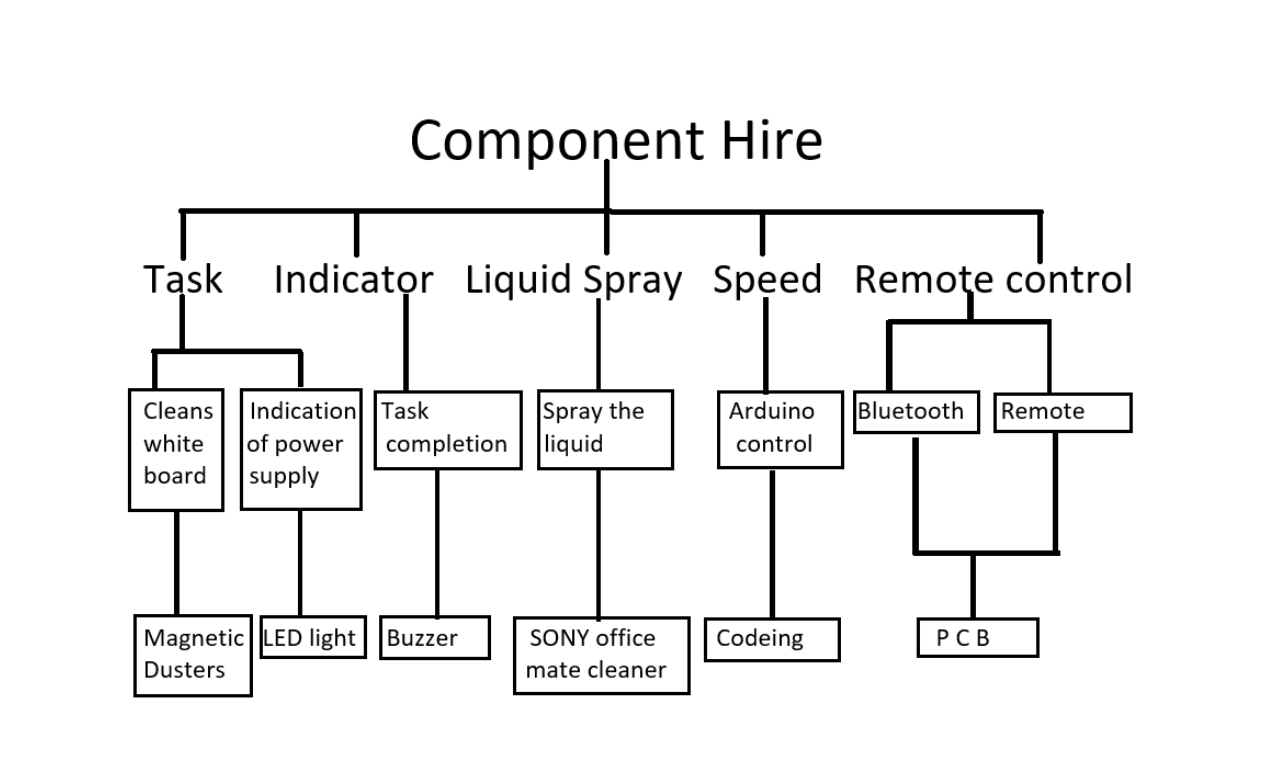 Component Hire
Task
Indicator
Liquid Spray
Speed
Remote control
Cleans
white
board
Indication
of power
supply
Task
completion
Spray the
liquid
Arduino
control
Bluetooth
Remote
Magnetic
Dusters
LED light
Buzzer
SONY office
mate cleaner
Codeing
P C B